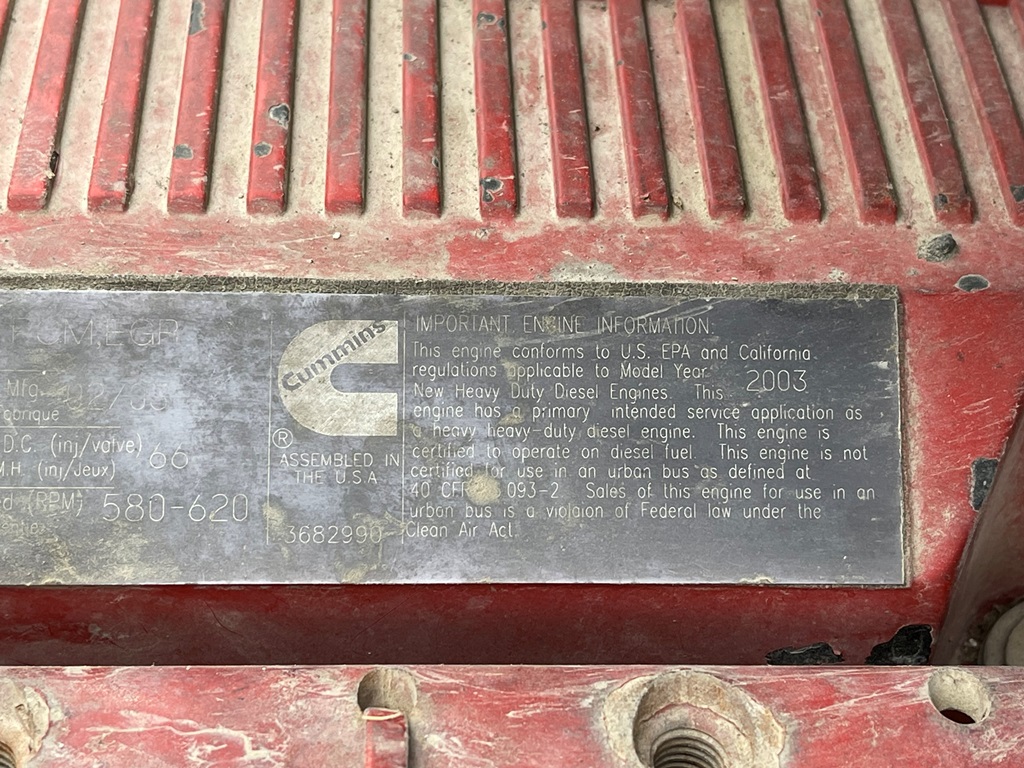 PCM,EGR
Mfg.
abrique
D.C. (inj/valve) 66
M.H (inj/Jeux)
d (RPM) 580-620
Cummins
®
ASSEMBLED IN
THE U.S.A
3682990
IMPORTANT ENGINE INFORMATION:
This engine conforms to U.S. EPA and California
regulations applicable to Model Year 2003
New Heavy Duty Diesel Engines. This
engine has a primary intended service application as
a heavy heavy-duty diesel engine. This engine is
certified to operate on diesel fuel. This engine is not
certified for use in an urban bus as defined at
40 CFR 093-2. Sales of this engine for use in an
urban bus is a violaion of Federal law under the
Clean Air Act.